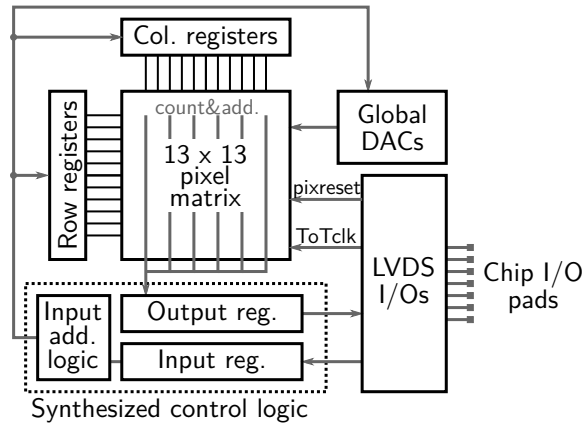 Col. registers
count&add.
Global
DACs
Row registers
13 x 13
pixel
matrix
pixreset
ToTclk
LVDS
I/Os
Chip I/O
pads
Input
add.
logic
Output reg.
Input reg.
Synthesized control logic